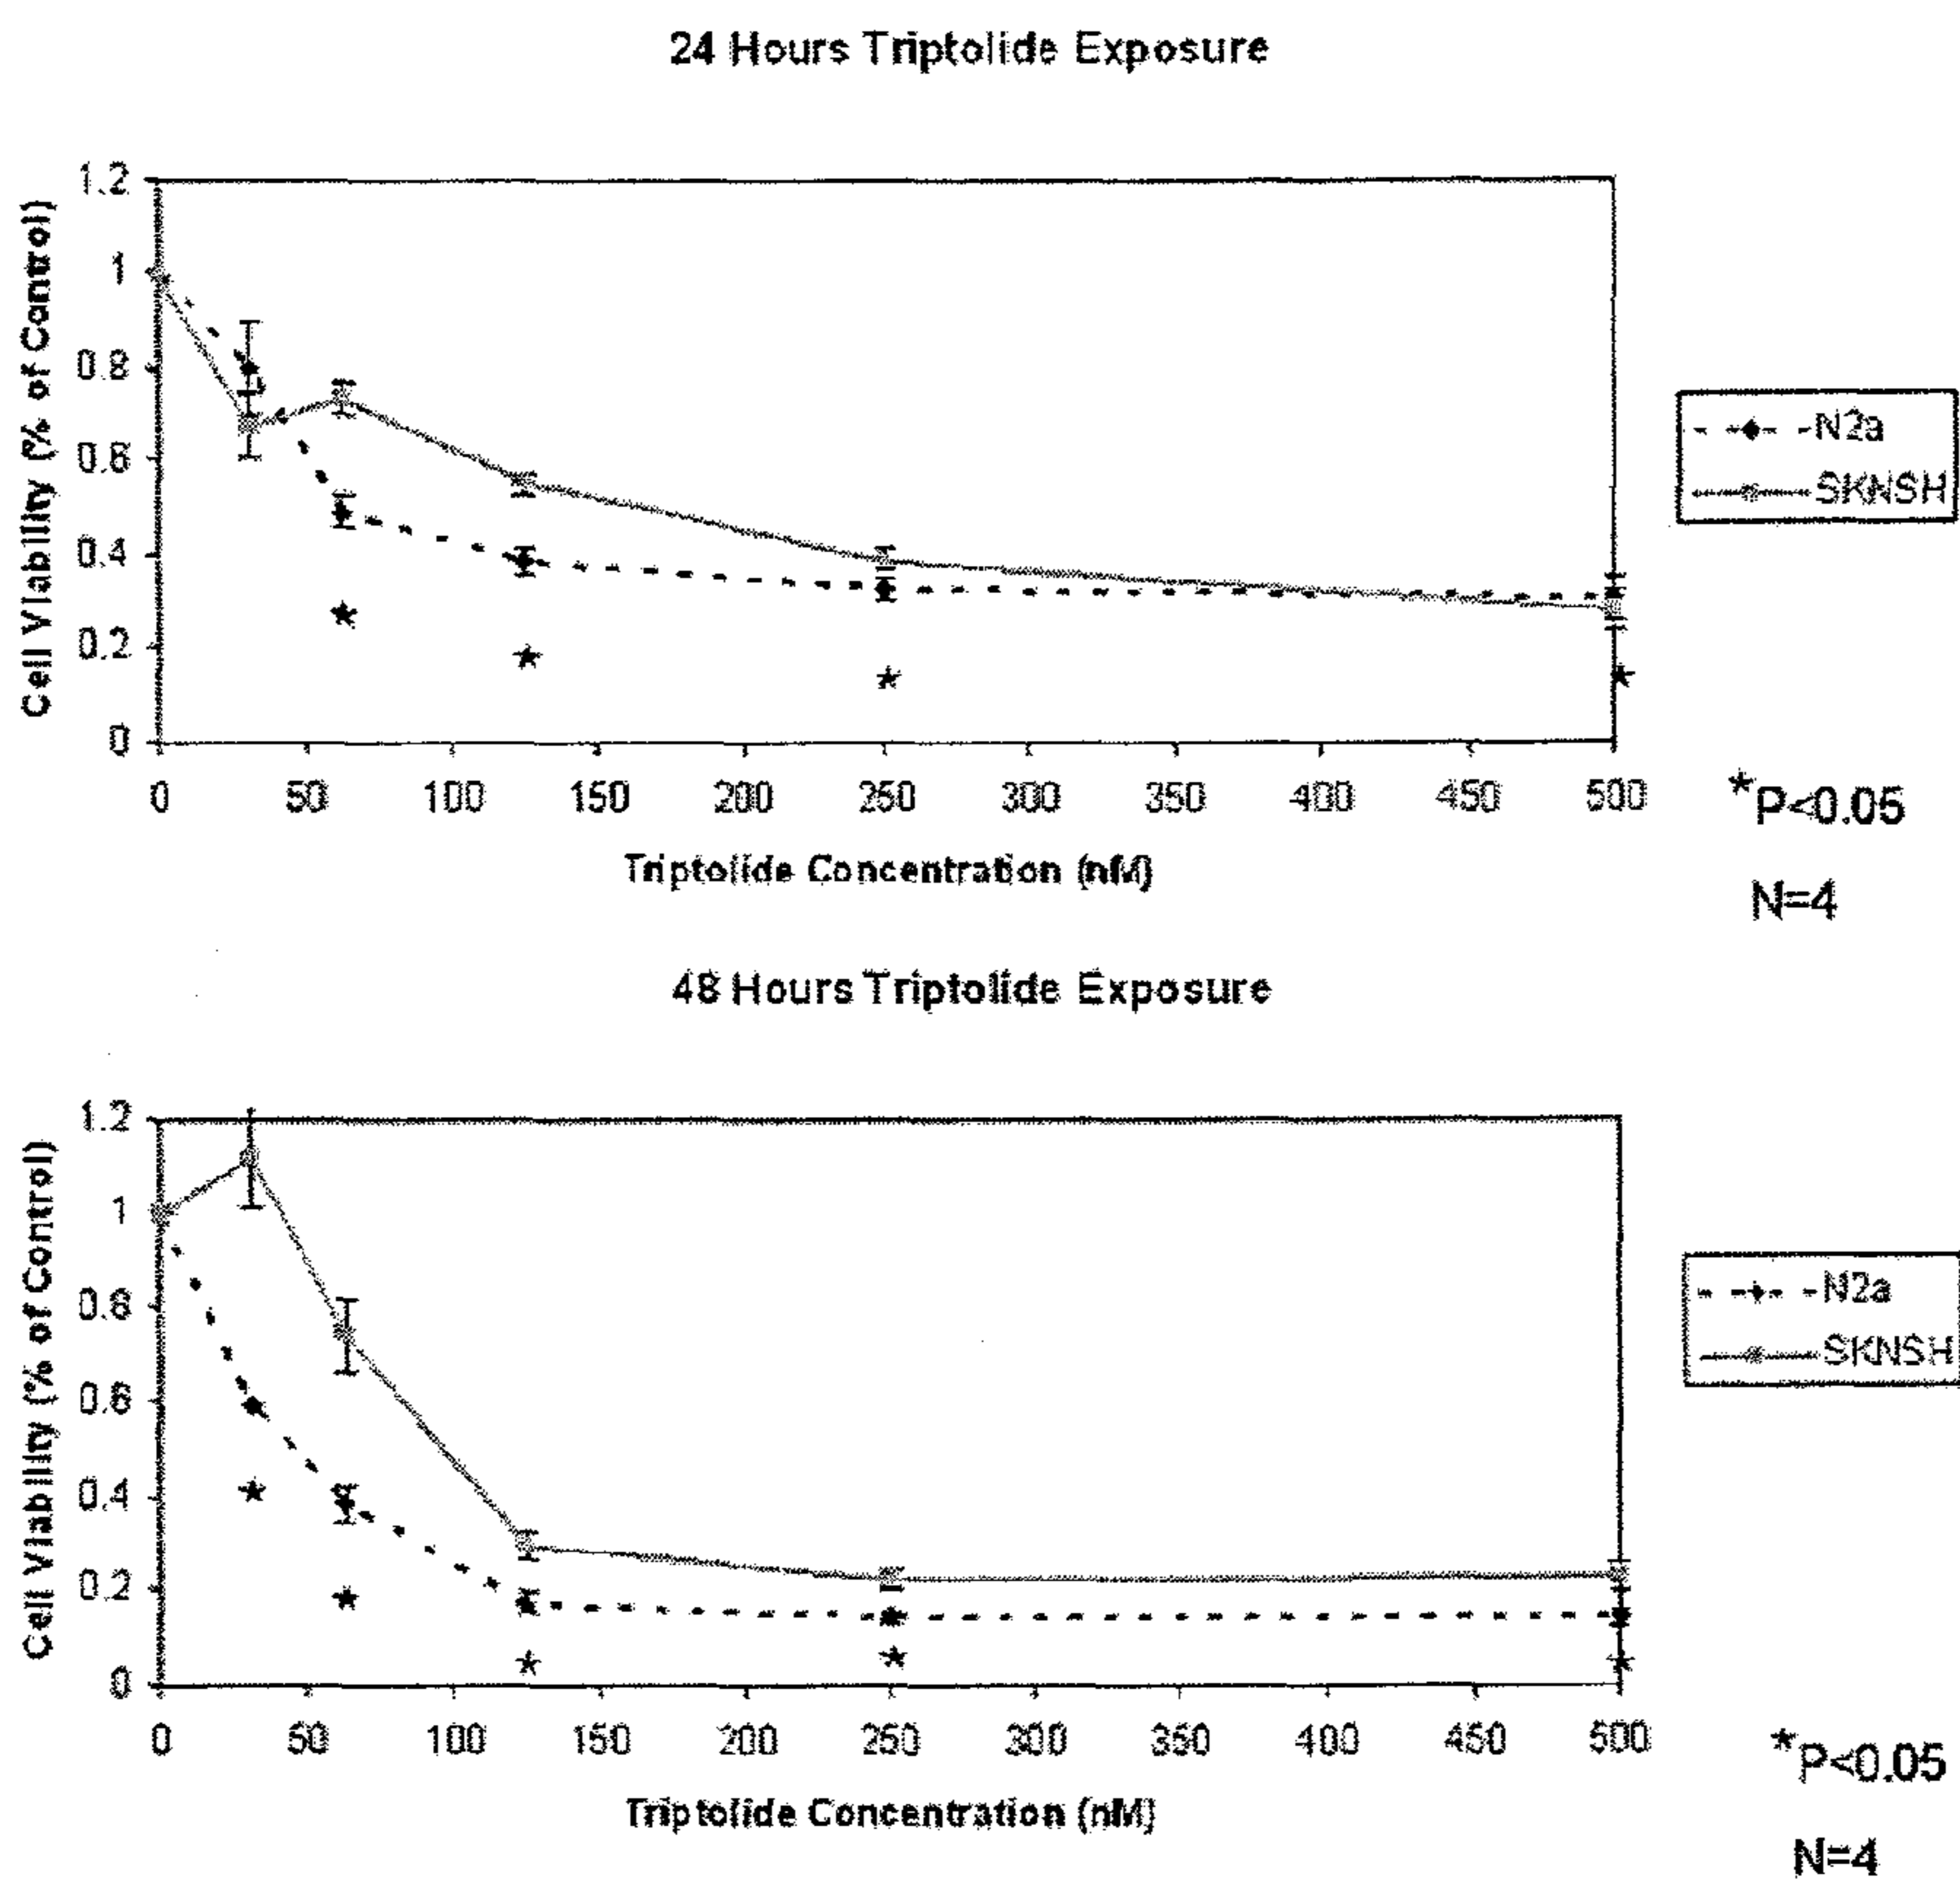 24 Hours Triptolide Exposure
Cell Viability (% of Control)
1.2
1
0.8
0.6
0.4
0.2
0
0 50 100 150 200 250 300 350 400 450 500
Triptolide Concentration (nM)
N2a
SKNSH
*P<0.05
N=4
48 Hours Triptolide Exposure
Cell Viability (% of Control)
1.2
1
0.8
0.6
0.4
0.2
0
0 50 100 150 200 250 300 350 400 450 500
Triptolide Concentration (nM)
N2a
SKNSH
*P<0.05
N=4